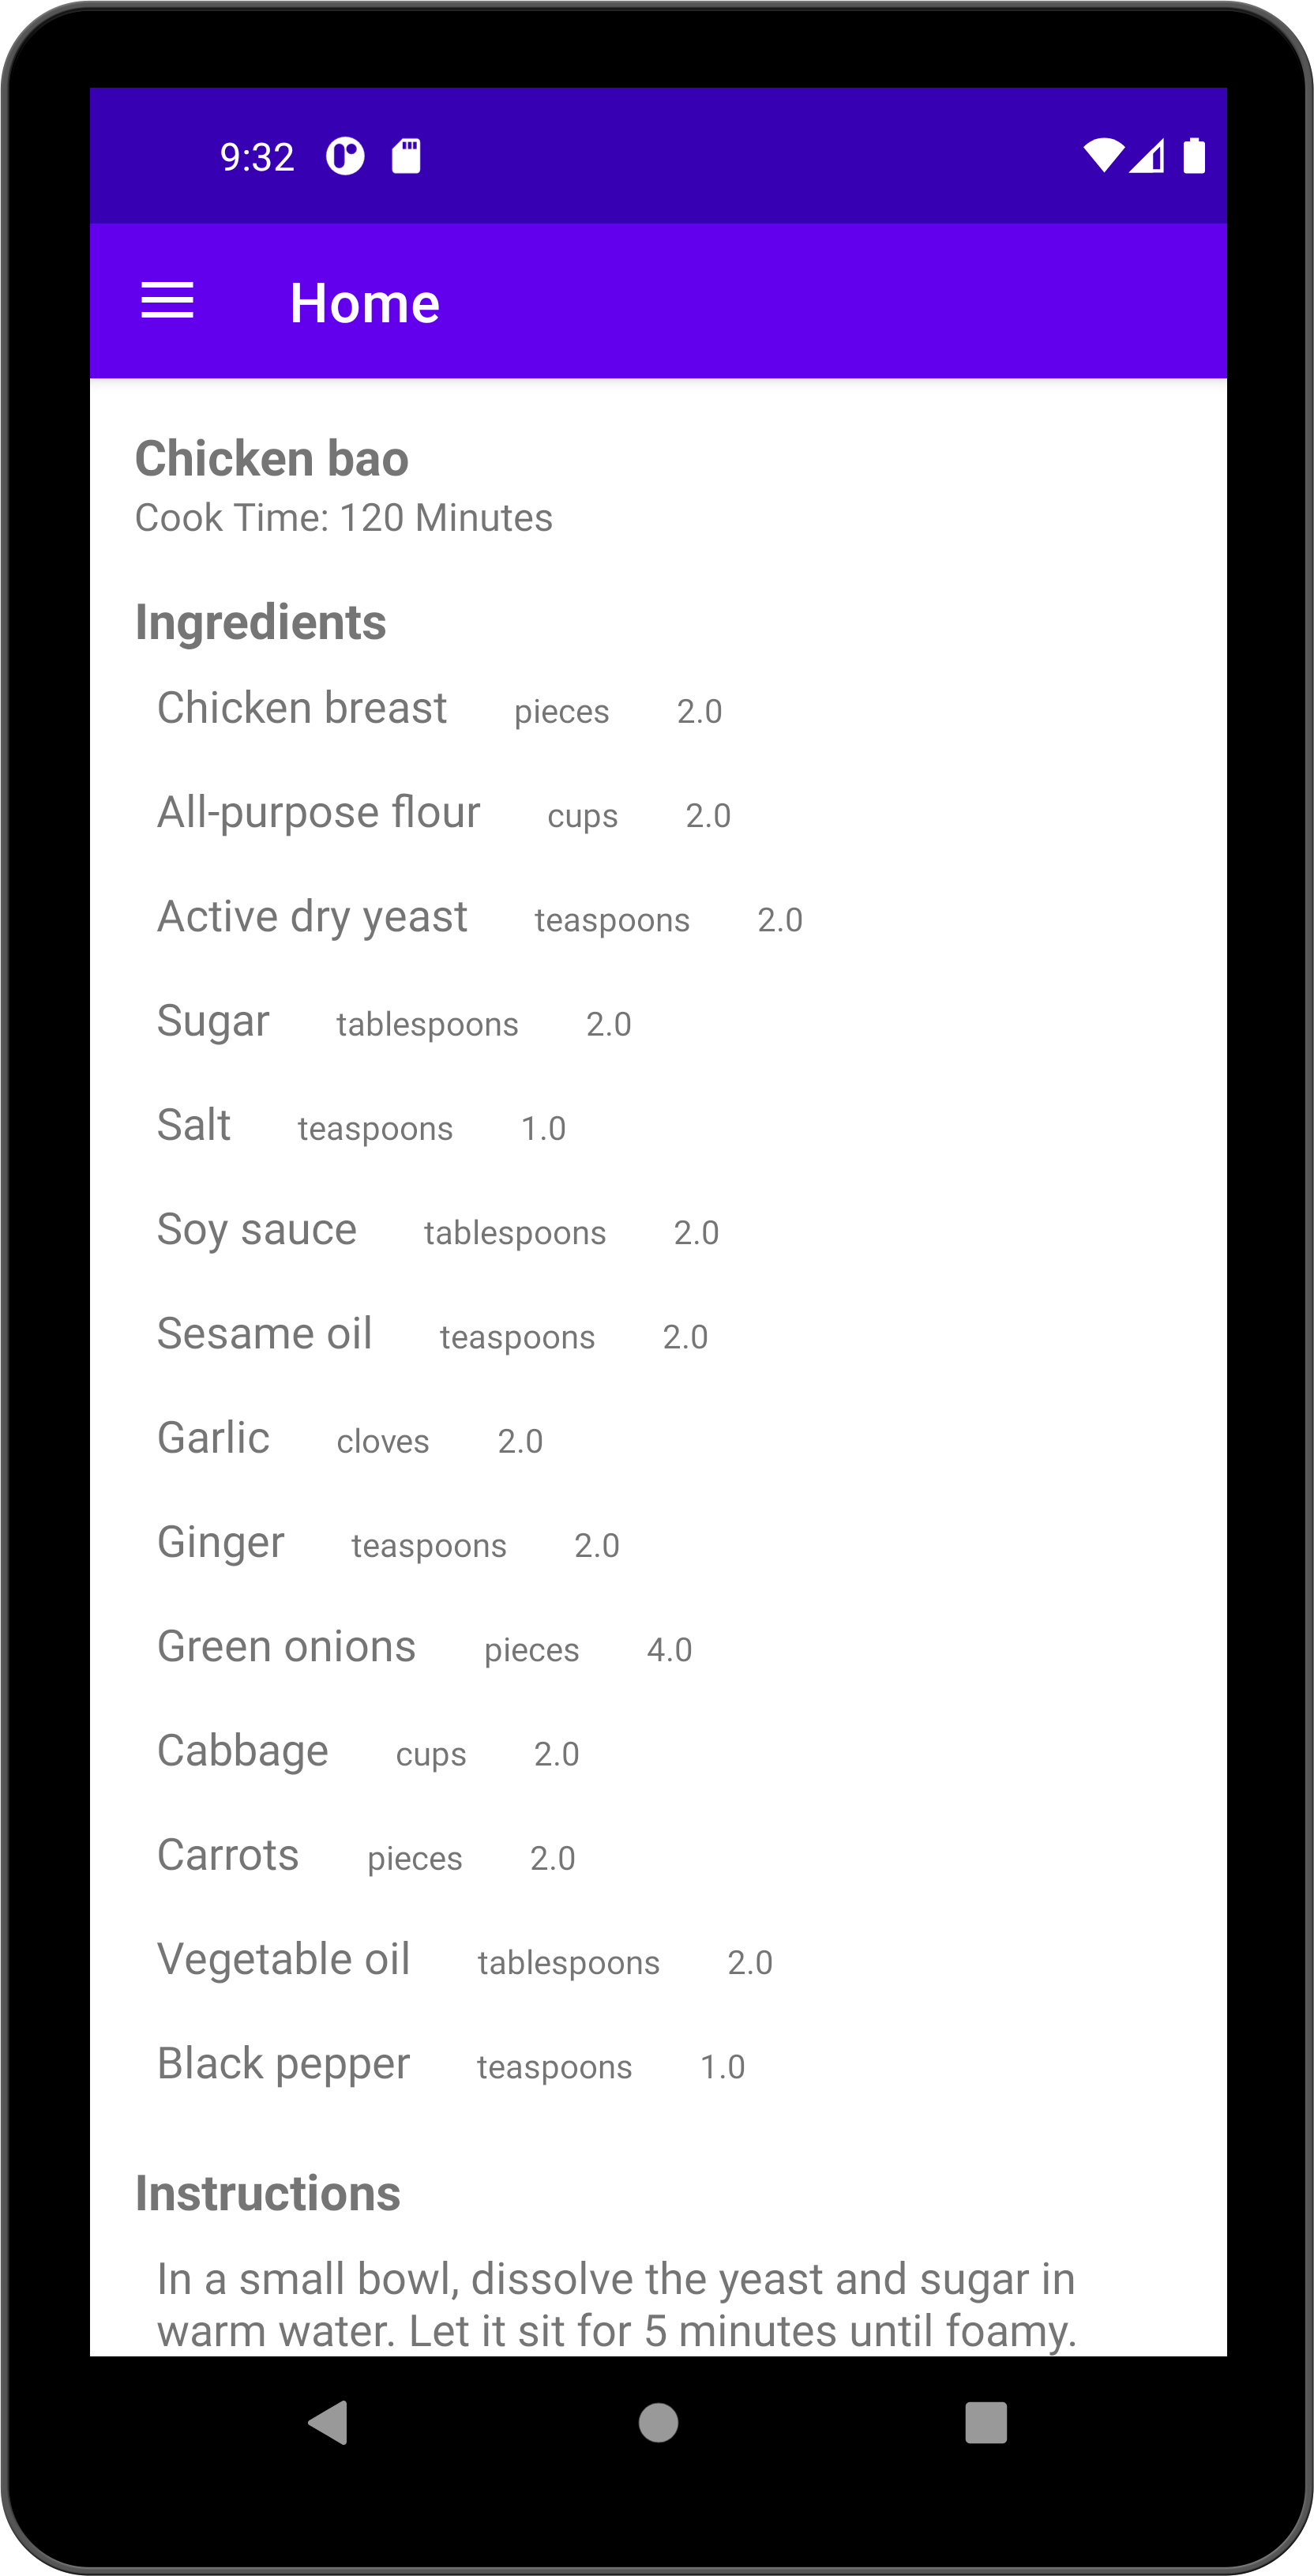 9:32
Home
Chicken bao
Cook Time: 120 Minutes
Ingredients
Chicken breast pieces 2.0
All-purpose flour cups 2.0
Active dry yeast teaspoons 2.0
Sugar tablespoons 2.0
Salt teaspoons 1.0
Soy sauce tablespoons 2.0
Sesame oil teaspoons 2.0
Garlic cloves 2.0
Ginger teaspoons 2.0
Green onions pieces 4.0
Cabbage cups 2.0
Carrots pieces 2.0
Vegetable oil tablespoons 2.0
Black pepper teaspoons 1.0
Instructions
In a small bowl, dissolve the yeast and sugar in
warm water. Let it sit for 5 minutes until foamy.